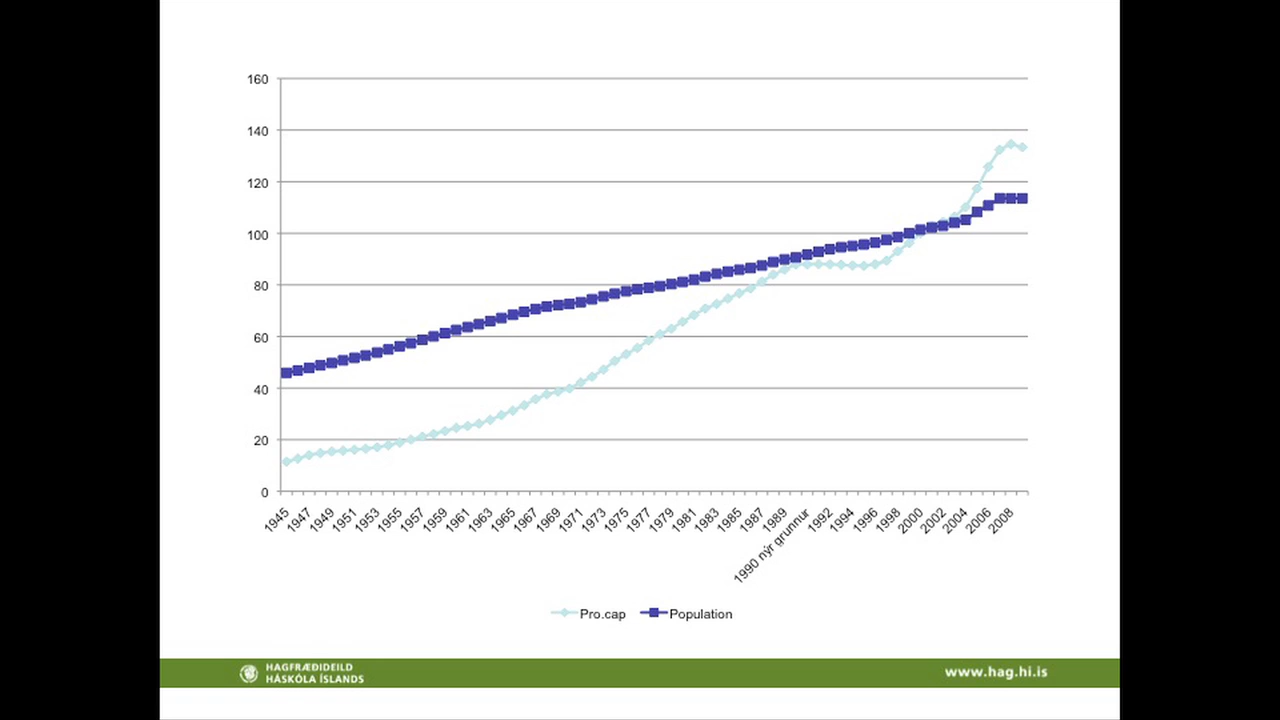 160
140
120
100
80
60
40
20
0
1945 1947 1949 1951 1953 1955 1957 1959 1961 1963 1965 1967 1969 1971 1973 1975 1977 1979 1981 1983 1985 1987 1989 1990 nýr grunnur 1992 1994 1996 1998 2000 2002 2004 2006 2008
Pro.cap Population
HAGFRÆÐIDEILD
HÁSKÓLA ÍSLANDS
www.hag.hi.is